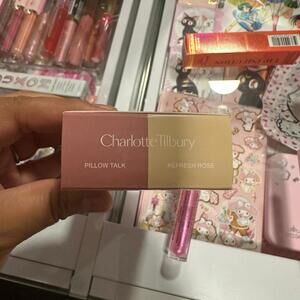 Charlotte Tilbury
PILLOW TALK
REFRESH ROSE